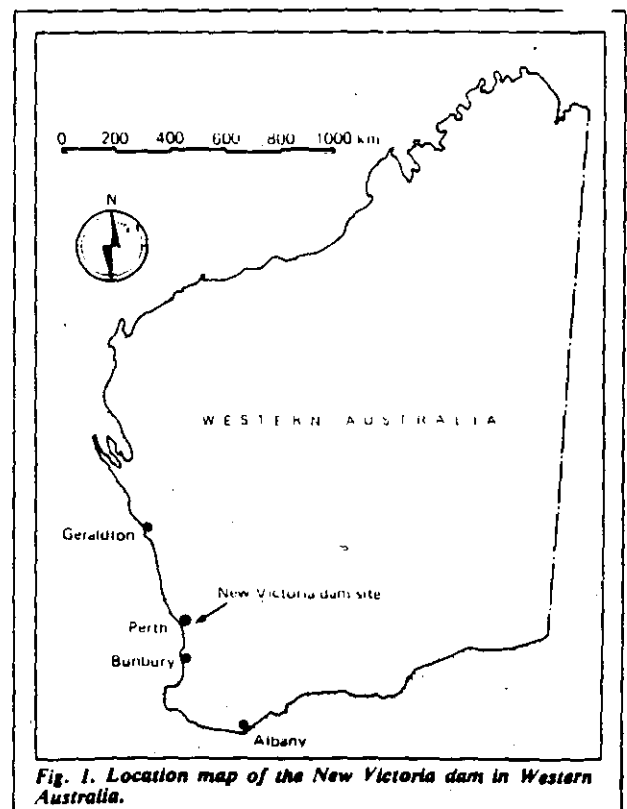 0 200 400 600 800 1000 km
N
WESTERN AUSTRALIA
Geraldton
New Victoria dam site
Perth
Bunbury
Albany
Fig. 1. Location map of the New Victoria dam in Western
Australia.